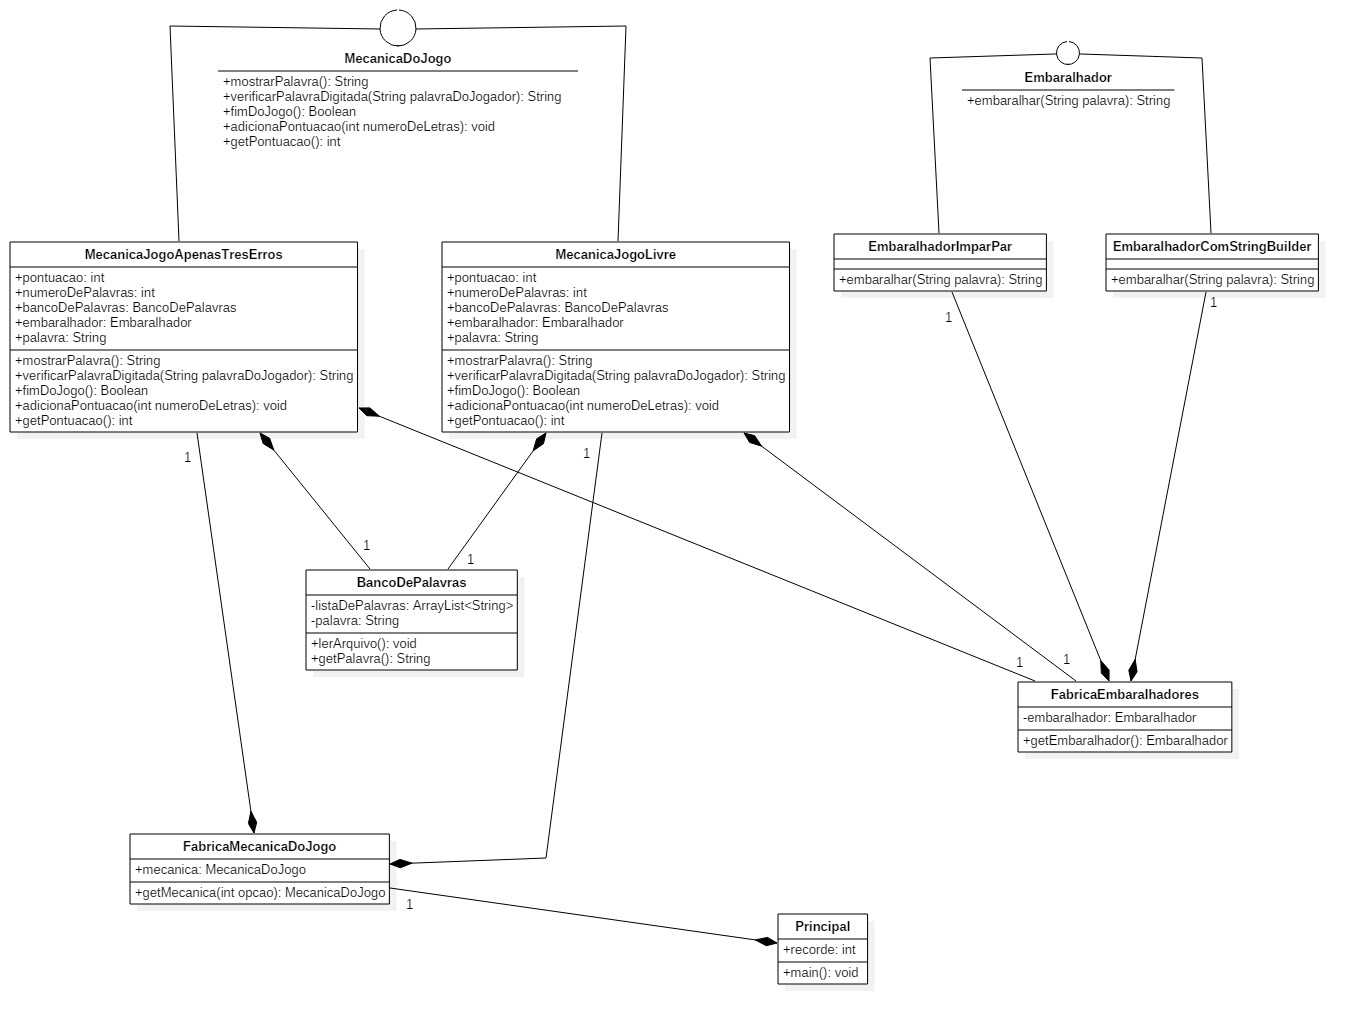 MecanicaDoJogo
+mostrarPalavra(): String
+verificarPalavraDigitada(String palavraDoJogador): String
+fimDoJogo(): Boolean
+adicionaPontuacao(int numeroDeLetras): void
+getPontuacao(): int
Embaralhador
+embaralhar(String palavra): String
MecanicaJogoApenasTresErros
+pontuacao: int
+numeroDePalavras: int
+bancoDePalavras: BancoDePalavras
+embaralhador: Embaralhador
+palavra: String
+mostrarPalavra(): String
+verificarPalavraDigitada(String palavraDoJogador): String
+fimDoJogo(): Boolean
+adicionaPontuacao(int numeroDeLetras): void
+getPontuacao(): int
MecanicaJogoLivre
+pontuacao: int
+numeroDePalavras: int
+bancoDePalavras: BancoDePalavras
+embaralhador: Embaralhador
+palavra: String
+mostrarPalavra(): String
+verificarPalavraDigitada(String palavraDoJogador): String
+fimDoJogo(): Boolean
+adicionaPontuacao(int numeroDeLetras): void
+getPontuacao(): int
EmbaralhadorImparPar
+embaralhar(String palavra): String
EmbaralhadorComStringBuilder
+embaralhar(String palavra): String
1
1
1
1
1
1
BancoDePalavras
-listaDePalavras: ArrayList<String>
-palavra: String
+lerArquivo(): void
+getPalavra(): String
1
1
FabricaEmbaralhadores
-embaralhador: Embaralhador
+getEmbaralhador(): Embaralhador
FabricaMecanicaDoJogo
+mecanica: MecanicaDoJogo
+getMecanica(int opcao): MecanicaDoJogo
1
Principal
+recorde: int
+main(): void